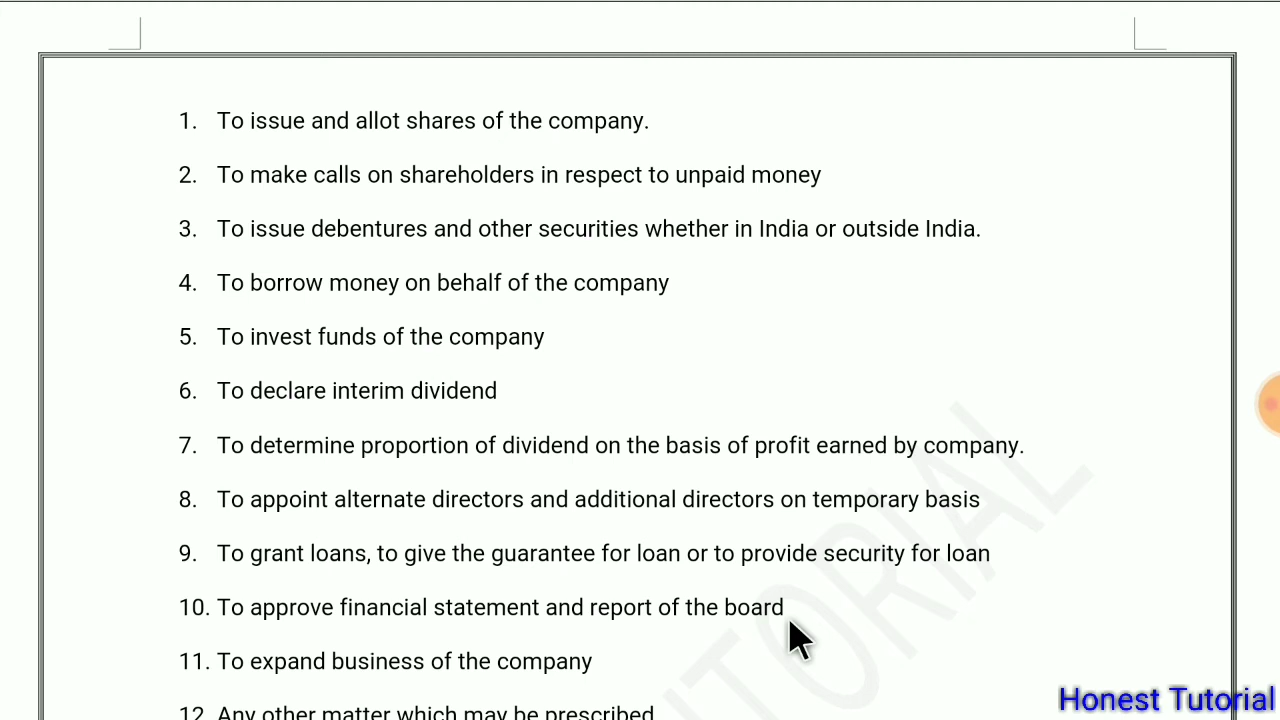 1. To issue and allot shares of the company.
2. To make calls on shareholders in respect to unpaid money
3. To issue debentures and other securities whether in India or outside India.
4. To borrow money on behalf of the company
5. To invest funds of the company
6. To declare interim dividend
7. To determine proportion of dividend on the basis of profit earned by company.
8. To appoint alternate directors and additional directors on temporary basis
9. To grant loans, to give the guarantee for loan or to provide security for loan
10. To approve financial statement and report of the board
11. To expand business of the company
12. Any other matter which may be prescribed
UTORIAL
Honest Tutorial